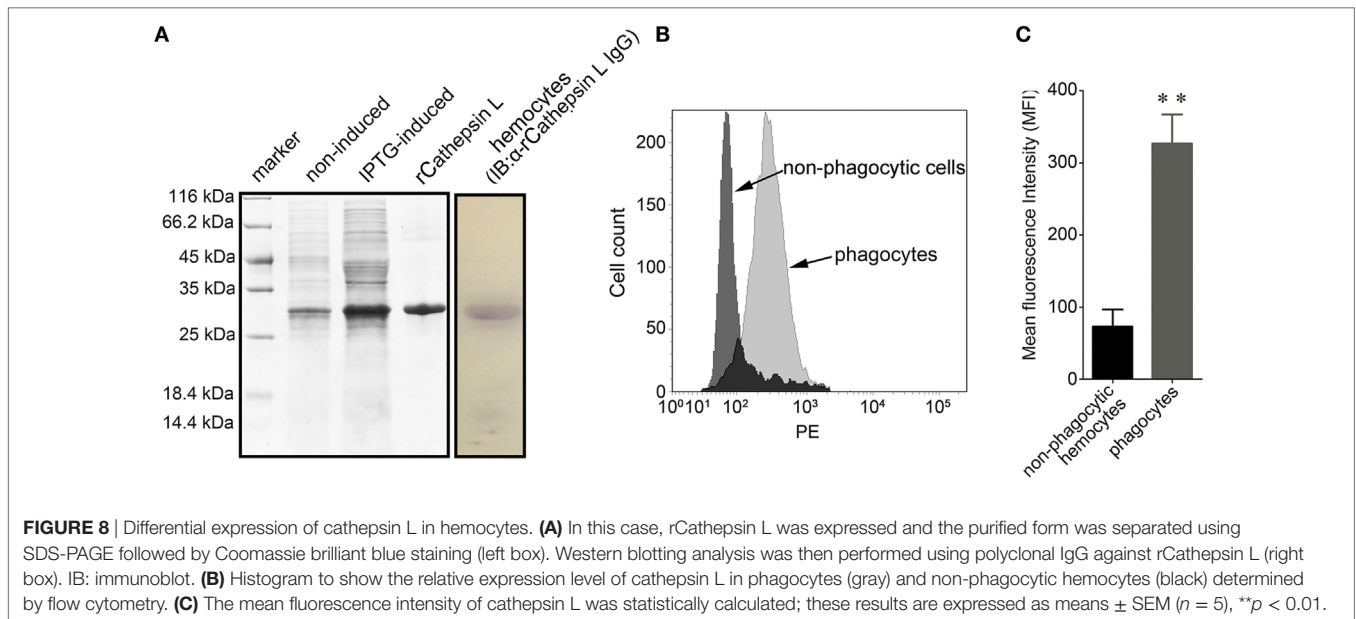 A
marker
non-induced
IPTG-induced
rCathepsin L
hemocytes
(IB:α-rCathepsin L IgG)
116 kDa
66.2 kDa
45 kDa
35 kDa
25 kDa
18.4 kDa
14.4 kDa
B
Cell count
200
150
100
50
0
non-phagocytic cells
phagocytes
10⁰ 10¹ 10² 10³ 10⁴ 10⁵
PE
C
Mean fluorescence Intensity (MFI)
400
300
200
100
0
**
non-phagocytic
hemocytes
phagocytes
FIGURE 8 | Differential expression of cathepsin L in hemocytes. (A) In this case, rCathepsin L was expressed and the purified form was separated using
SDS-PAGE followed by Coomassie brilliant blue staining (left box). Western blotting analysis was then performed using polyclonal IgG against rCathepsin L (right
box). IB: immunoblot. (B) Histogram to show the relative expression level of cathepsin L in phagocytes (gray) and non-phagocytic hemocytes (black) determined
by flow cytometry. (C) The mean fluorescence intensity of cathepsin L was statistically calculated; these results are expressed as means ± SEM (n = 5), **p < 0.01.